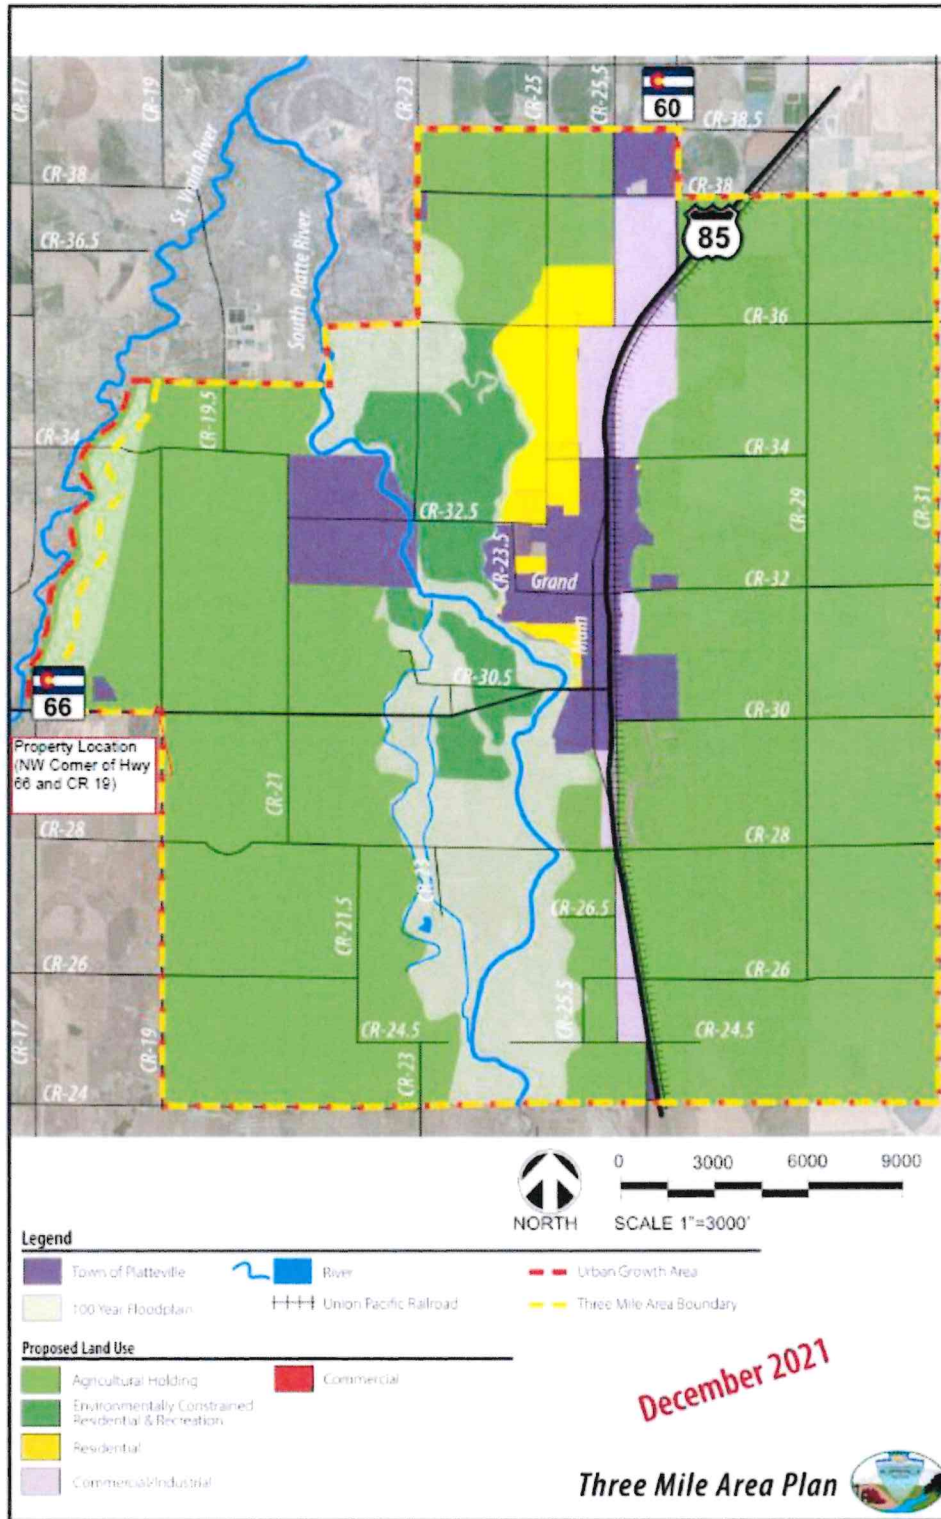 CR-17
CR-19
CR-23
CR-25
CR-25.5
60
CR-38.5
CR-38
St. Vrain River
CR-38
CR-36.5
South Platte River
85
CR-36
CR-19.5
CR-34
CR-34
CR-29
CR-31
CR-32.5
CR-23.5
Grand
CR-32
Main
66
CR-30.5
CR-30
Property Location
(NW Corner of Hwy
66 and CR 19)
CR-21
CR-28
CR-28
CR-23
CR-21.5
CR-26.5
CR-26
CR-26
CR-25.5
CR-17
CR-19
CR-24.5
CR-24.5
CR-23
CR-24
0 3000 6000 9000
NORTH SCALE 1"=3000'
Legend
Town of Platteville River Urban Growth Area
100 Year Floodplain Union Pacific Railroad Three Mile Area Boundary
Proposed Land Use
Agricultural Holding Commercial
Environmentally Constrained
Residential & Recreation
Residential
Commercial/Industrial
December 2021
Three Mile Area Plan